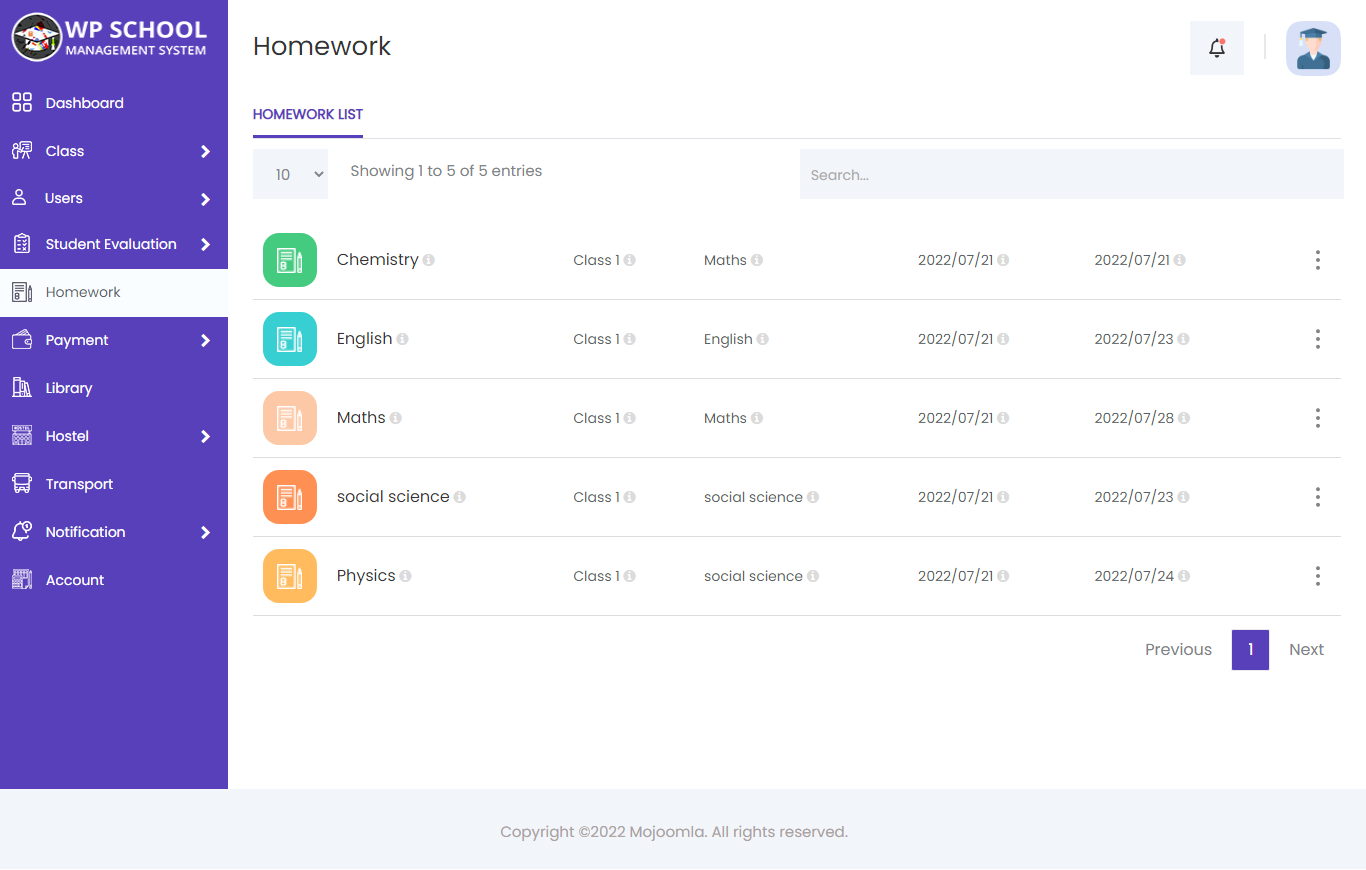 WP SCHOOL
MANAGEMENT SYSTEM
Dashboard
Class
Users
Student Evaluation
Homework
Payment
Library
Hostel
Transport
Notification
Account
Homework
HOMEWORK LIST
10 Showing 1 to 5 of 5 entries Search...
Chemistry Class 1 Maths 2022/07/21 2022/07/21
English Class 1 English 2022/07/21 2022/07/23
Maths Class 1 Maths 2022/07/21 2022/07/28
social science Class 1 social science 2022/07/21 2022/07/23
Physics Class 1 social science 2022/07/21 2022/07/24
Previous 1 Next
Copyright ©2022 Mojoomla. All rights reserved.